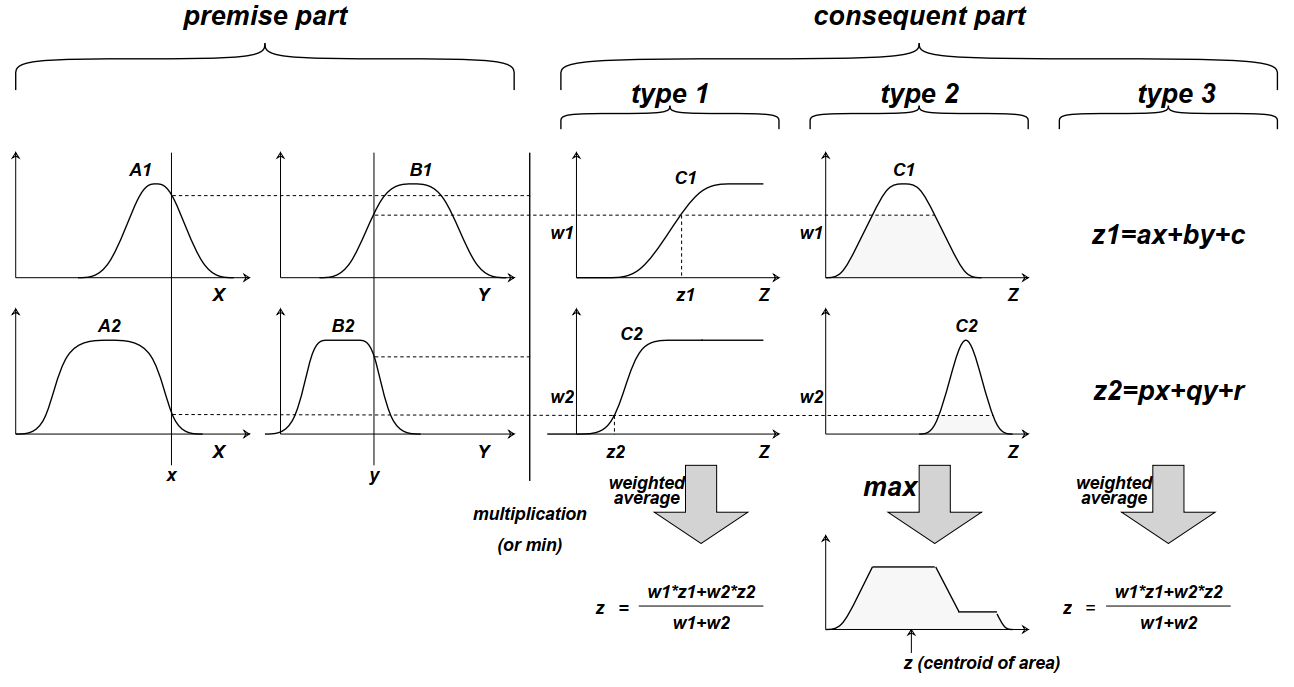 premise part
consequent part
type 1
type 2
type 3
A1
B1
C1
C1
w1
w1
z1=ax+by+c
X
Y
z1
Z
Z
A2
B2
C2
C2
w2
w2
z2=px+qy+r
X
Y
z2
Z
Z
x
y
multiplication
(or min)
weighted
average
max
weighted
average
z = w1*z1+w2*z2
w1+w2
z = w1*z1+w2*z2
w1+w2
z (centroid of area)